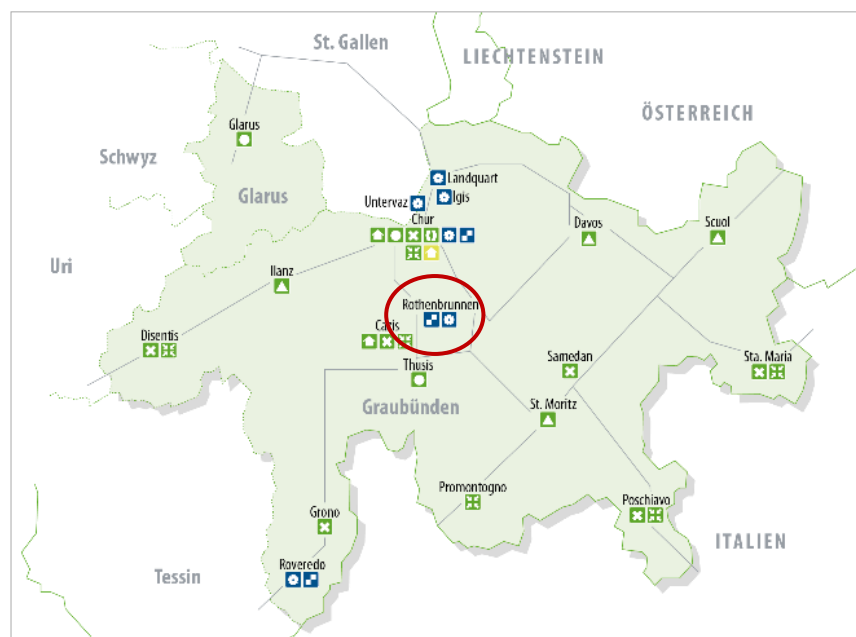 St. Gallen
LIECHTENSTEIN
ÖSTERREICH
Glarus
Schwyz
Glarus
Landquart
Igis
Untervaz
Chur
Davos
Scuol
Uri
Ilanz
Rothenbrunnen
Cazis
Disentis
Thusis
Samedan
Sta. Maria
Graubünden
St. Moritz
Promontogno
Poschiavo
Grono
ITALIEN
Roveredo
Tessin